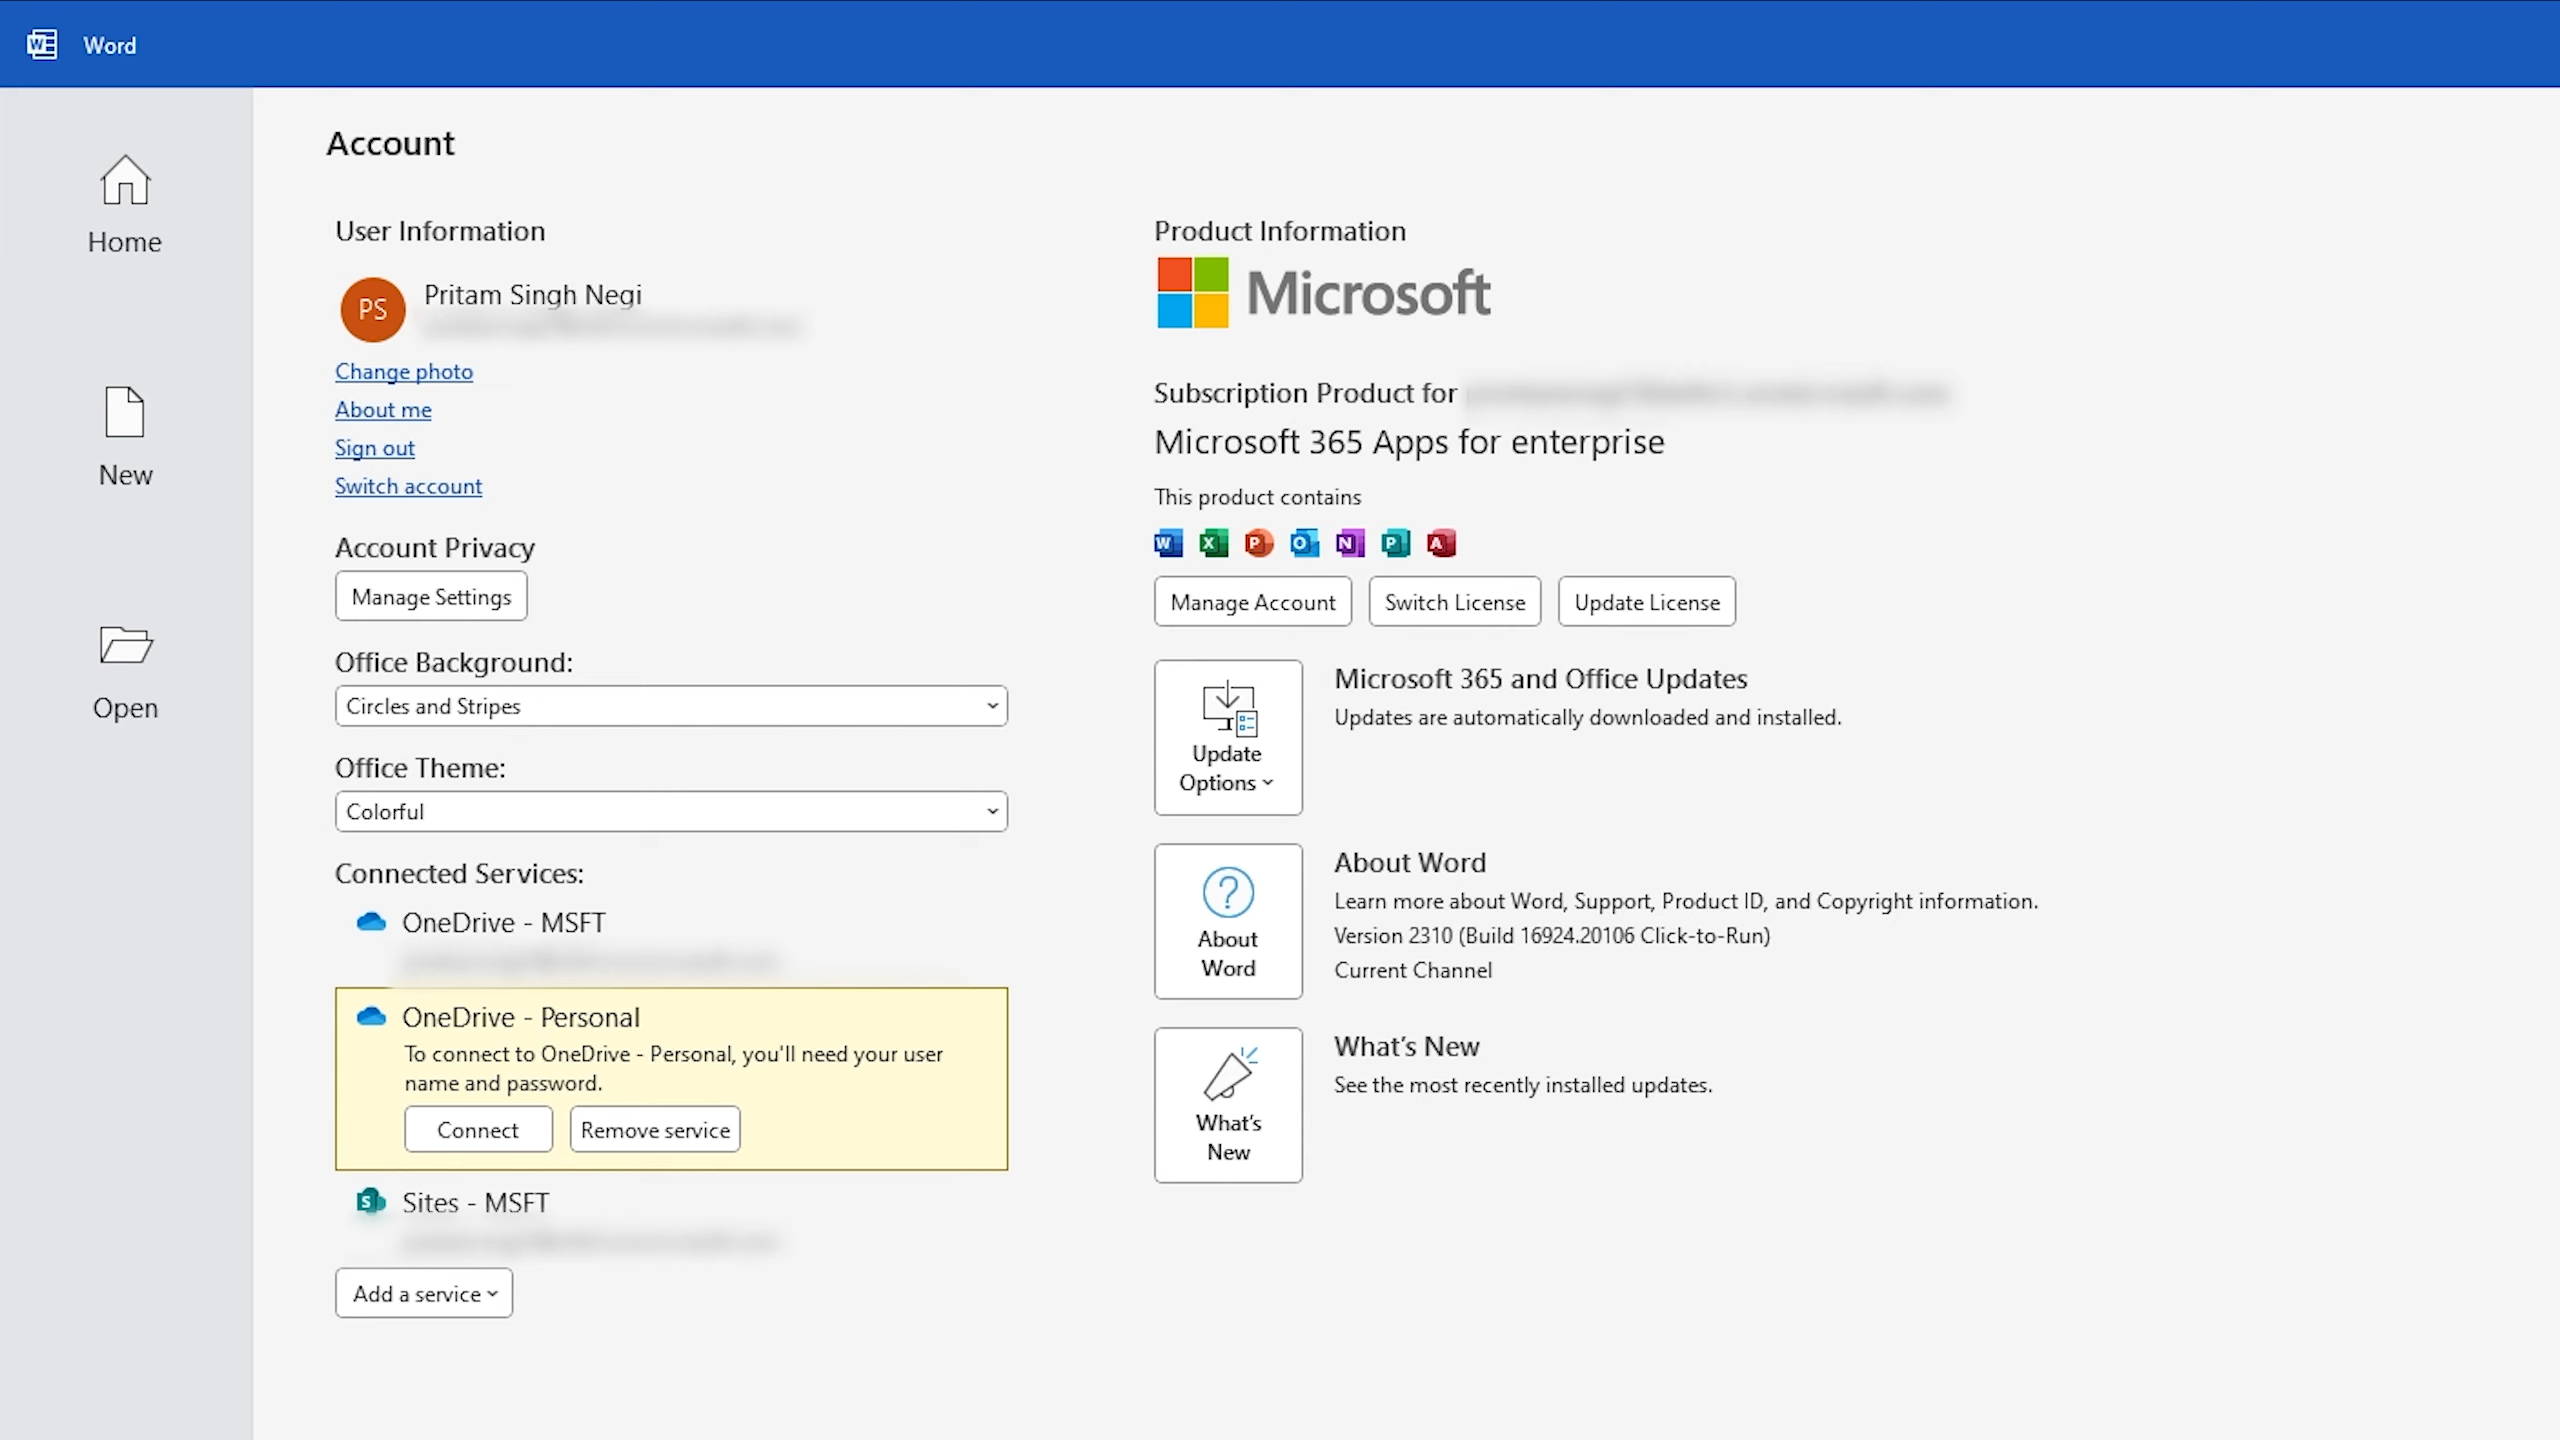 Word
Home
New
Open
Account
User Information
PS
Pritam Singh Negi
Change photo
About me
Sign out
Switch account
Account Privacy
Manage Settings
Office Background:
Circles and Stripes
Office Theme:
Colorful
Connected Services:
OneDrive - MSFT
OneDrive - Personal
To connect to OneDrive - Personal, you'll need your user
name and password.
Connect
Remove service
Sites - MSFT
Add a service
Product Information
Microsoft
Subscription Product for
Microsoft 365 Apps for enterprise
This product contains
W X P O N P A
Manage Account
Switch License
Update License
Update
Options
Microsoft 365 and Office Updates
Updates are automatically downloaded and installed.
About
Word
About Word
Learn more about Word, Support, Product ID, and Copyright information.
Version 2310 (Build 16924.20106 Click-to-Run)
Current Channel
What's
New
What's New
See the most recently installed updates.